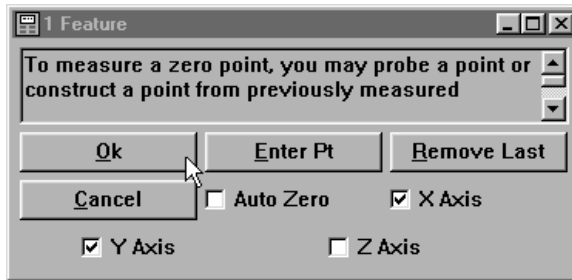 1 Feature
To measure a zero point, you may probe a point or
construct a point from previously measured
Ok Enter Pt Remove Last
Cancel Auto Zero X Axis
Y Axis Z Axis